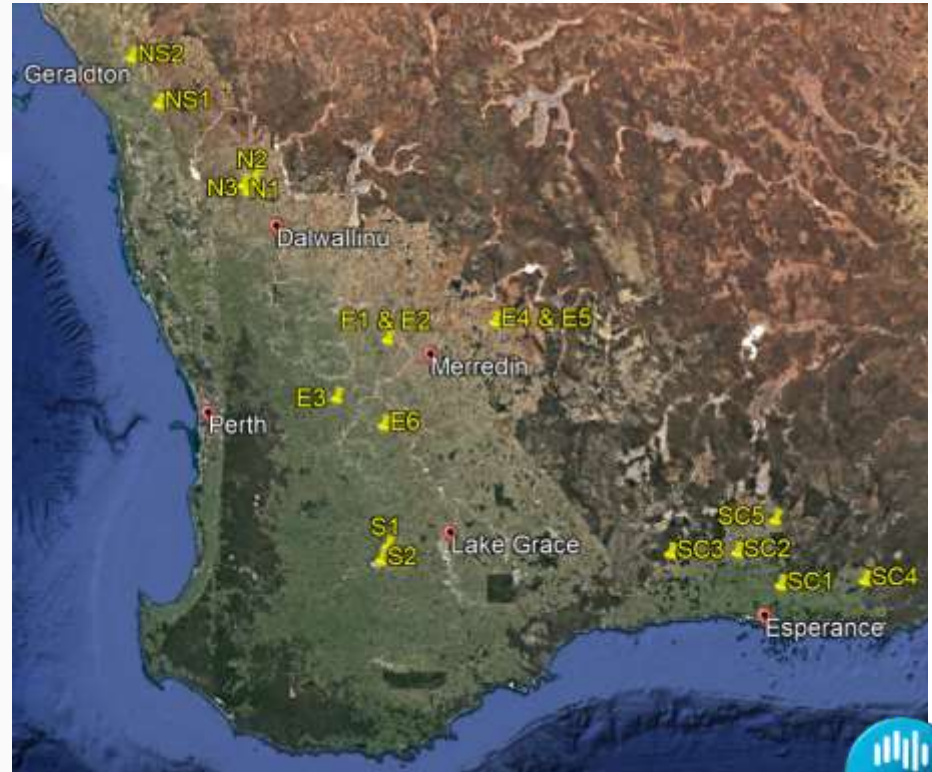 NS2
Geraldton
NS1
N2
N3 N1
Dalwallinu
E1 & E2
E4 & E5
Merredin
E3
Perth
E6
S1
S2
Lake Grace
SC5
SC3
SC2
SC1
SC4
Esperance